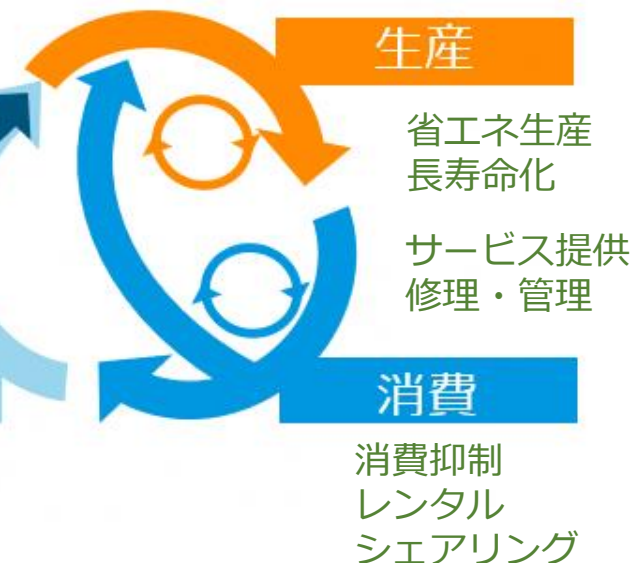 生産
省エネ生産
長寿命化
サービス提供
修理・管理
消費
消費抑制
レンタル
シェアリング